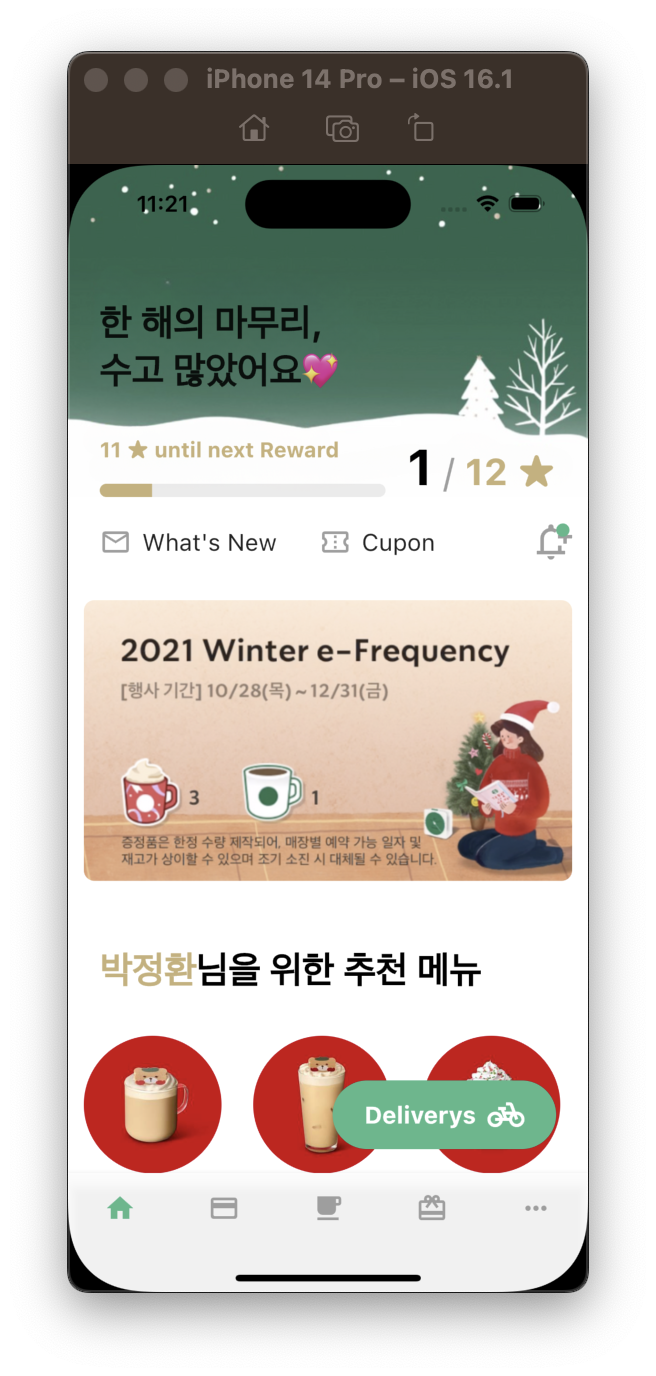 iPhone 14 Pro – iOS 16.1
11:21
한 해의 마무리,
수고 많았어요💖
11 ★ until next Reward
1 / 12 ★
What's New
Cupon
2021 Winter e-Frequency
[행사 기간] 10/28(목) ~ 12/31(금)
3
1
증정품은 한정 수량 제작되어, 매장별 예약 가능 일자 및
재고가 상이할 수 있으며 조기 소진 시 대체될 수 있습니다.
박정환님을 위한 추천 메뉴
Deliverys